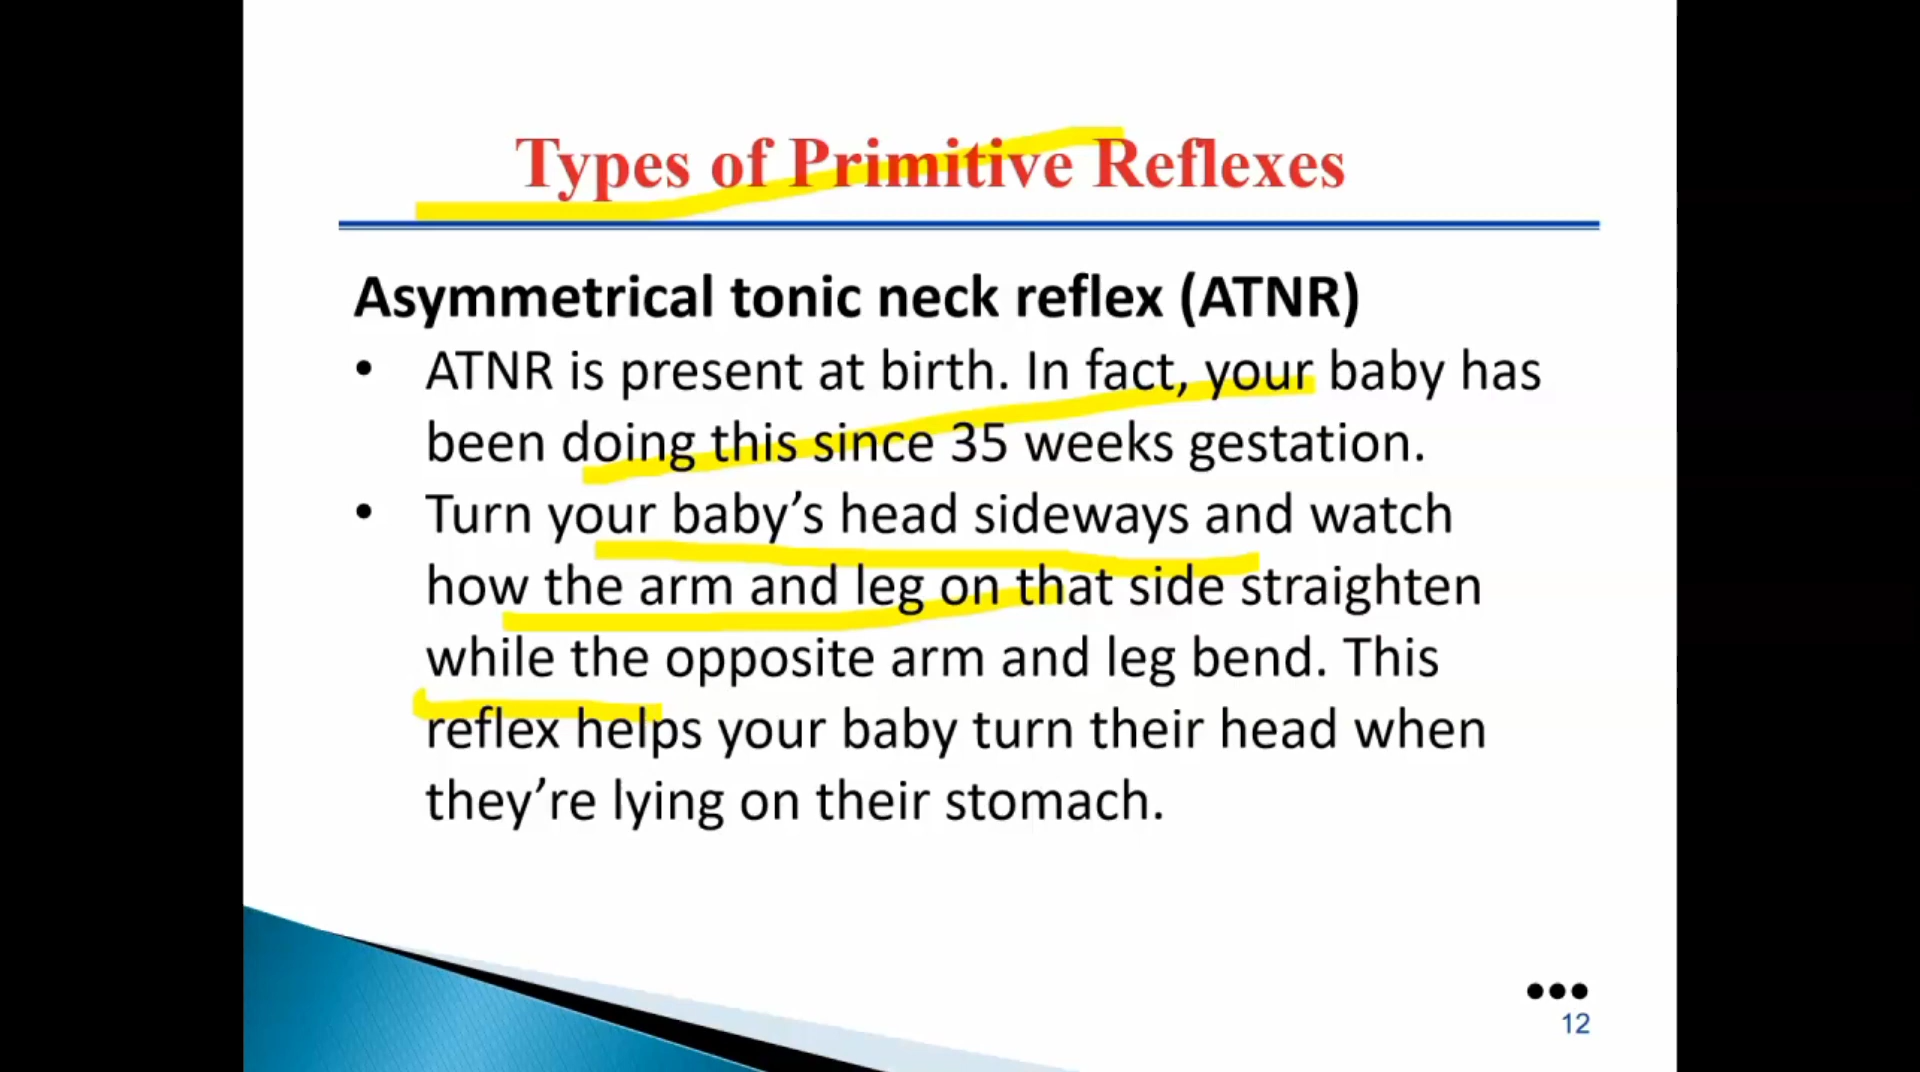 Types of Primitive Reflexes
Asymmetrical tonic neck reflex (ATNR)
• ATNR is present at birth. In fact, your baby has
been doing this since 35 weeks gestation.
• Turn your baby’s head sideways and watch
how the arm and leg on that side straighten
while the opposite arm and leg bend. This
reflex helps your baby turn their head when
they’re lying on their stomach.
12